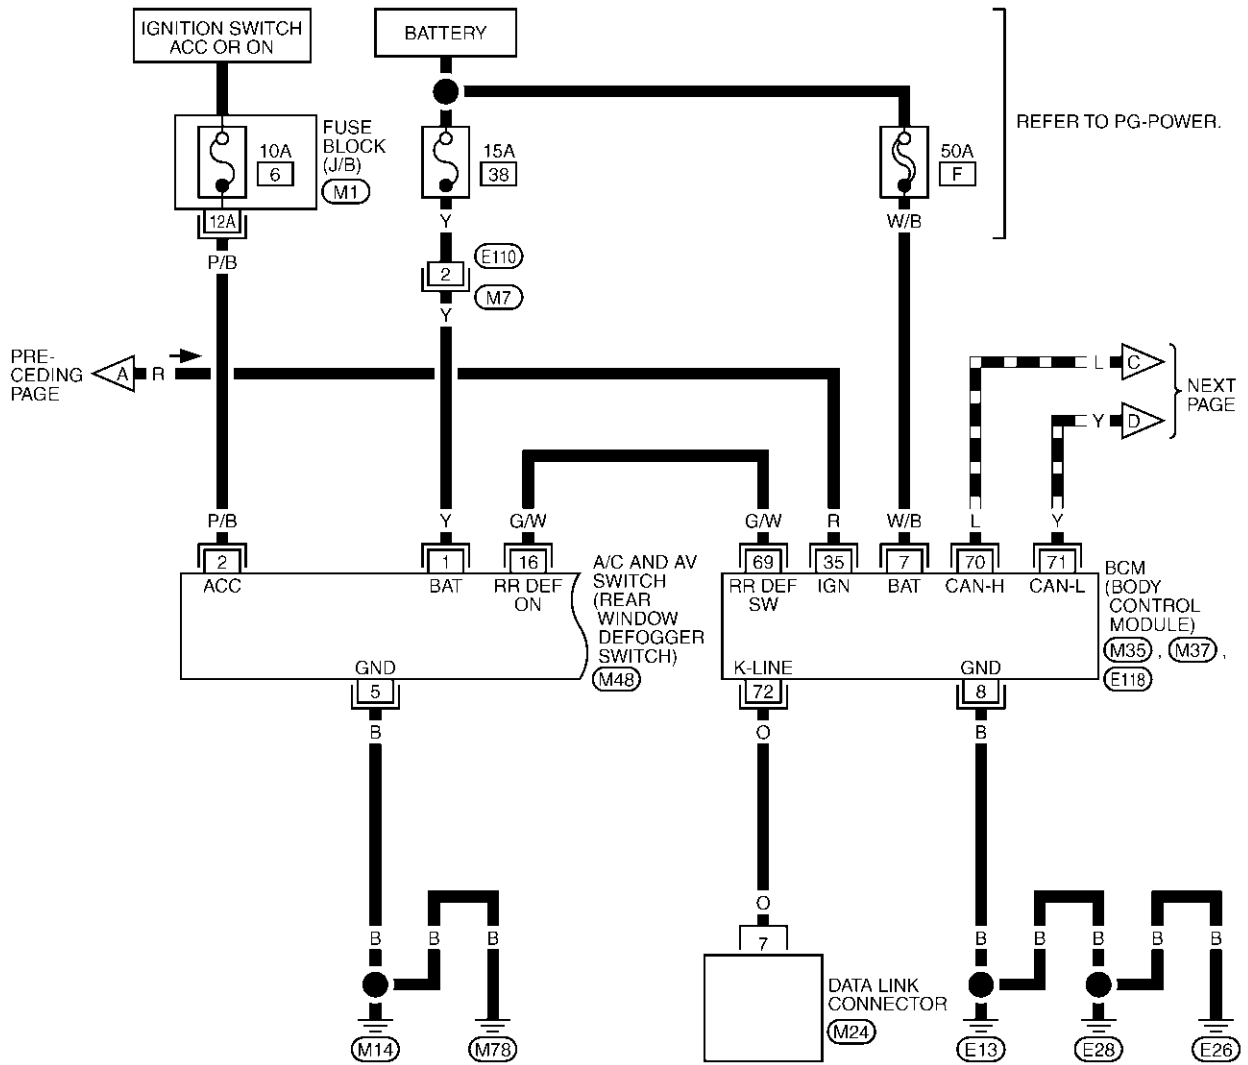 IGNITION SWITCH
ACC OR ON
BATTERY
REFER TO PG-POWER.
FUSE
BLOCK
(J/B)
M1
10A
6
15A
38
50A
F
12A
P/B
Y
W/B
2
E110
M7
Y
PRE-
CEDING
PAGE
A
R
L
C
Y
D
NEXT
PAGE
P/B
Y
G/W
G/W
R
W/B
L
Y
2
1
16
69
35
7
70
71
ACC
BAT
RR DEF
ON
RR DEF
SW
IGN
BAT
CAN-H
CAN-L
A/C AND AV
SWITCH
(REAR
WINDOW
DEFOGGER
SWITCH)
M48
BCM
(BODY
CONTROL
MODULE)
M35 , M37 ,
E118
GND
5
K-LINE
72
GND
8
B
O
B
O
7
B
B
B
B
B
B
B
B
DATA LINK
CONNECTOR
M24
M14
M78
E13
E28
E26